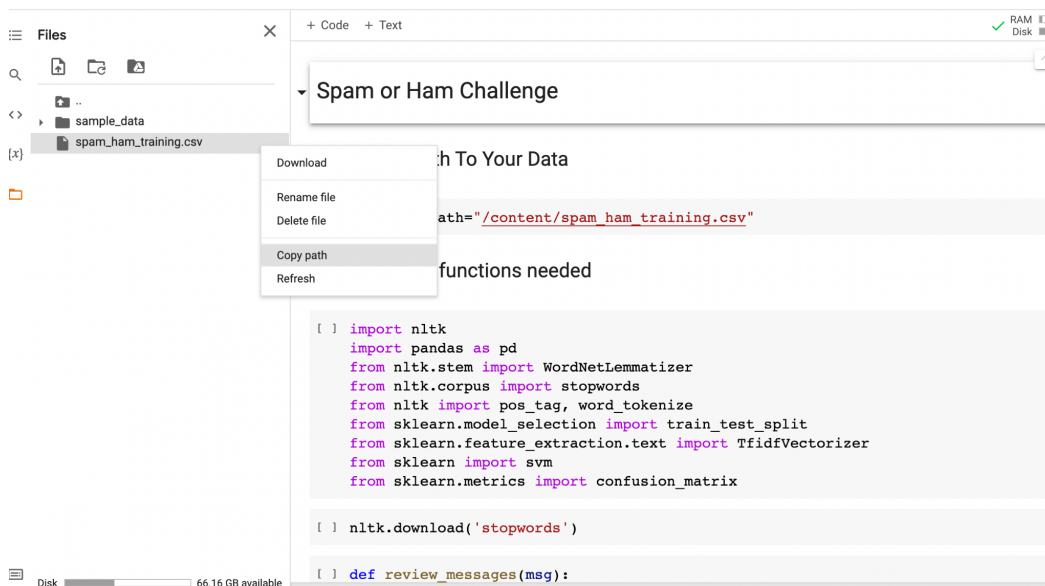 Files
..
sample_data
spam_ham_training.csv
Download
Rename file
Delete file
Copy path
Refresh
Disk
66.16 GB available
+ Code + Text
RAM
Disk
Spam or Ham Challenge
th To Your Data
ath="/content/spam_ham_training.csv"
functions needed
[ ] import nltk
import pandas as pd
from nltk.stem import WordNetLemmatizer
from nltk.corpus import stopwords
from nltk import pos_tag, word_tokenize
from sklearn.model_selection import train_test_split
from sklearn.feature_extraction.text import TfidfVectorizer
from sklearn import svm
from sklearn.metrics import confusion_matrix
[ ] nltk.download('stopwords')
[ ] def review_messages(msg):